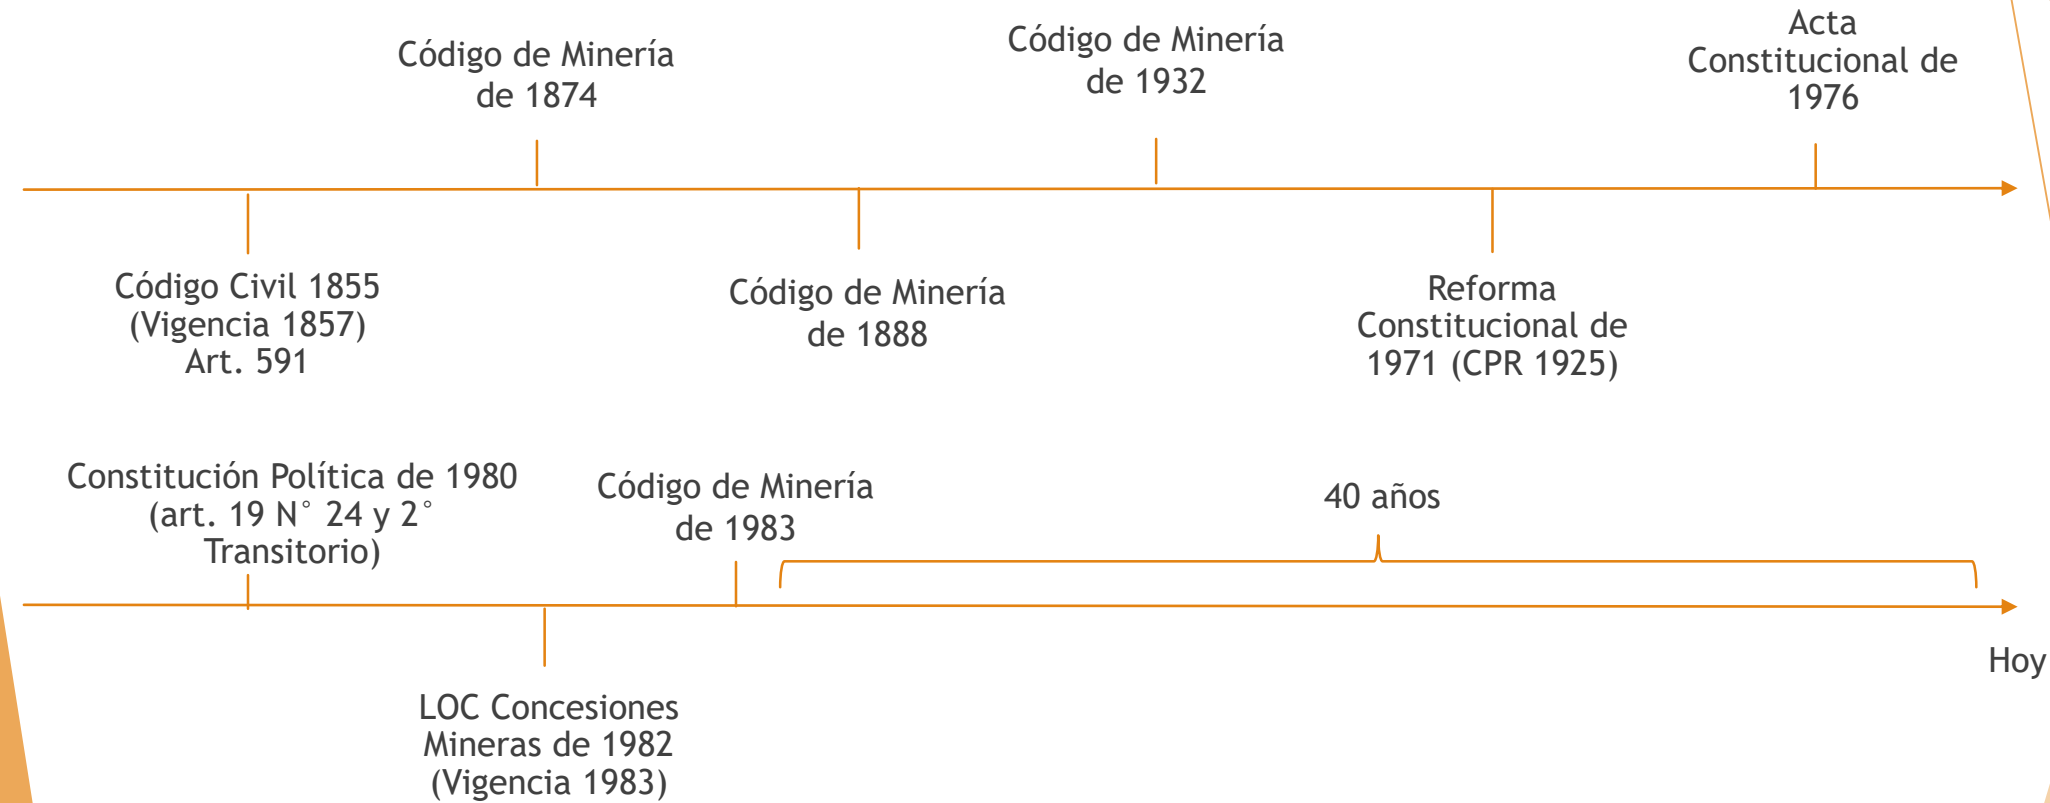 Código de Minería
de 1874
Código de Minería
de 1932
Acta
Constitucional de
1976
Código Civil 1855
(Vigencia 1857)
Art. 591
Código de Minería
de 1888
Reforma
Constitucional de
1971 (CPR 1925)
Constitución Política de 1980
(art. 19 N° 24 y 2°
Transitorio)
Código de Minería
de 1983
40 años
Hoy
LOC Concesiones
Mineras de 1982
(Vigencia 1983)